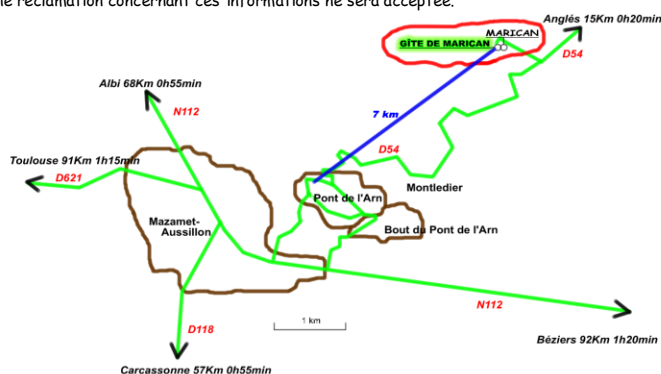 le réclamation concernant ces informations ne sera acceptée.
Anglés 15Km 0h20min
MARICAN
GÎTE DE MARICAN
D54
Albi 68Km 0h55min
N112
7 km
D54
Toulouse 91Km 1h15min
D621
Montledier
Pont de l'Arn
Mazamet-
Aussillon
Bout du Pont de l'Arn
N112
1 km
D118
Béziers 92Km 1h20min
Carcassonne 57Km 0h55min